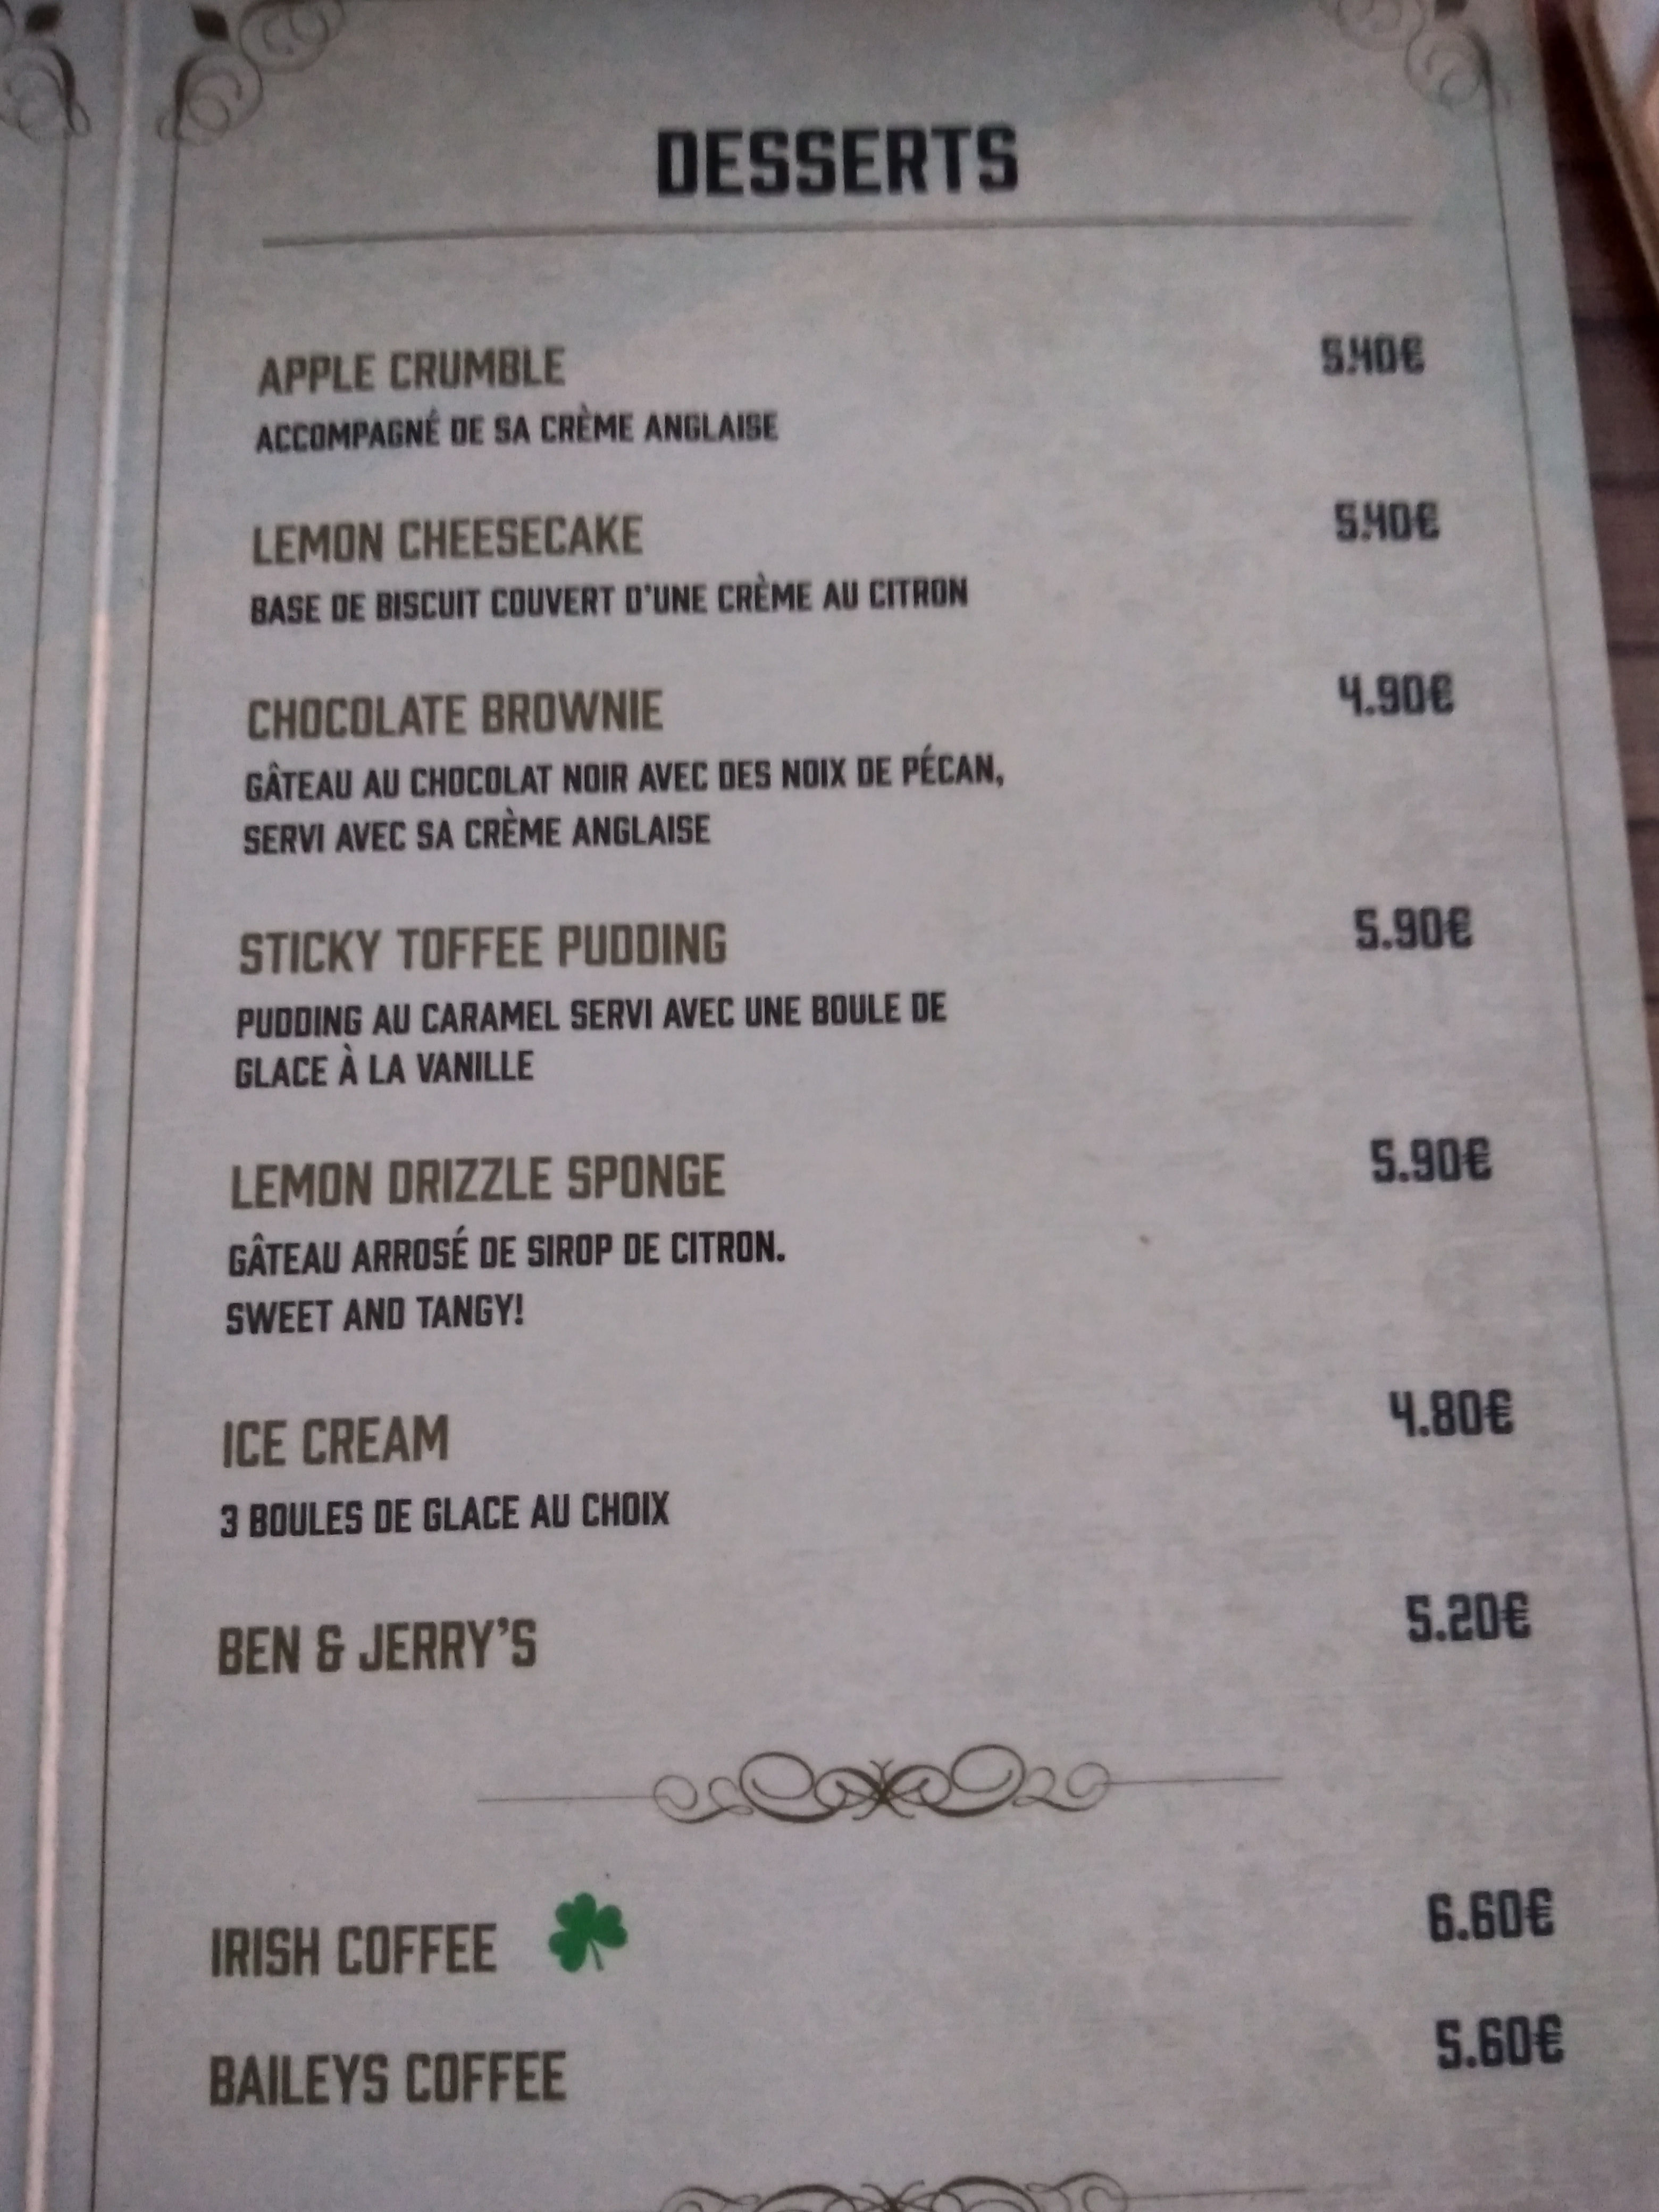 DESSERTS
APPLE CRUMBLE 5.40€
ACCOMPAGNÉ DE SA CRÈME ANGLAISE
LEMON CHEESECAKE 5.40€
BASE DE BISCUIT COUVERT D'UNE CRÈME AU CITRON
CHOCOLATE BROWNIE 4.90€
GÂTEAU AU CHOCOLAT NOIR AVEC DES NOIX DE PÉCAN,
SERVI AVEC SA CRÈME ANGLAISE
STICKY TOFFEE PUDDING 5.90€
PUDDING AU CARAMEL SERVI AVEC UNE BOULE DE
GLACE À LA VANILLE
LEMON DRIZZLE SPONGE 5.90€
GÂTEAU ARROSÉ DE SIROP DE CITRON.
SWEET AND TANGY!
ICE CREAM 4.80€
3 BOULES DE GLACE AU CHOIX
BEN & JERRY'S 5.20€
IRISH COFFEE 6.60€
BAILEYS COFFEE 5.60€